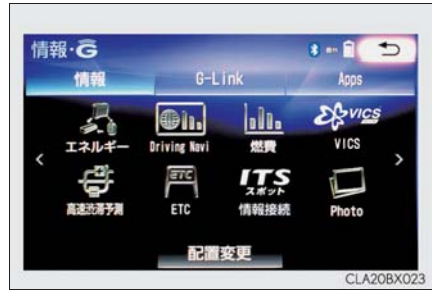 情報・G
情報 G-Link Apps
エネルギー Driving Navi 燃費 VICS VICS
高速渋滞予測 ETC ETC ITS スポット 情報接続 Photo
配置変更
CLA20BX023